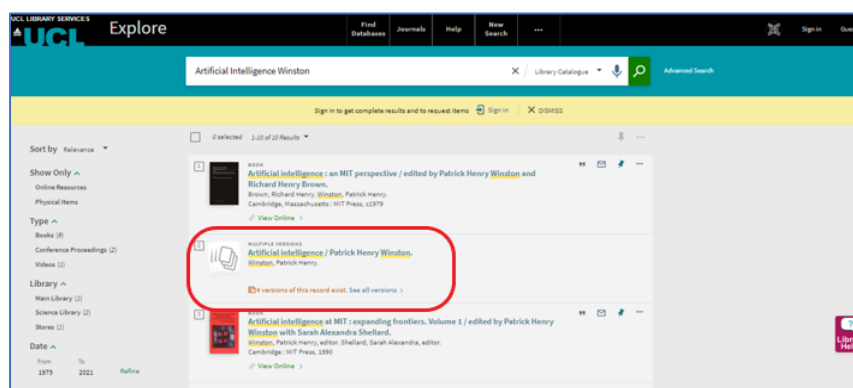 UCL LIBRARY SERVICES
UCL
Explore
Find Databases
Journals
Help
New Search
...
Sign in
Gue
Artificial Intelligence Winston
Library Catalogue
Advanced Search
Sign in to get complete results and to request items
Sign in
DISMISS
0 selected
1-10 of 10 Results
Sort by Relevance
Show Only
Online Resources
Physical Items
Type
Books (6)
Conference Proceedings (2)
Videos (2)
Library
Main Library (2)
Science Library (2)
Stores (2)
Date
From
To
1975
2021
Refine
1
BOOK
Artificial intelligence : an MIT perspective / edited by Patrick Henry Winston and
Richard Henry Brown.
Brown, Richard Henry. Winston, Patrick Henry.
Cambridge, Massachusetts : MIT Press, c1979
View Online
2
MULTIPLE VERSIONS
Artificial intelligence / Patrick Henry Winston.
Winston, Patrick Henry.
4 versions of this record exist. See all versions
3
BOOK
Artificial intelligence at MIT : expanding frontiers. Volume 1 / edited by Patrick Henry
Winston with Sarah Alexandra Shellard.
Winston, Patrick Henry, editor. Shellard, Sarah Alexandra, editor.
Cambridge : MIT Press, 1990
View Online
?
Libr
Hel